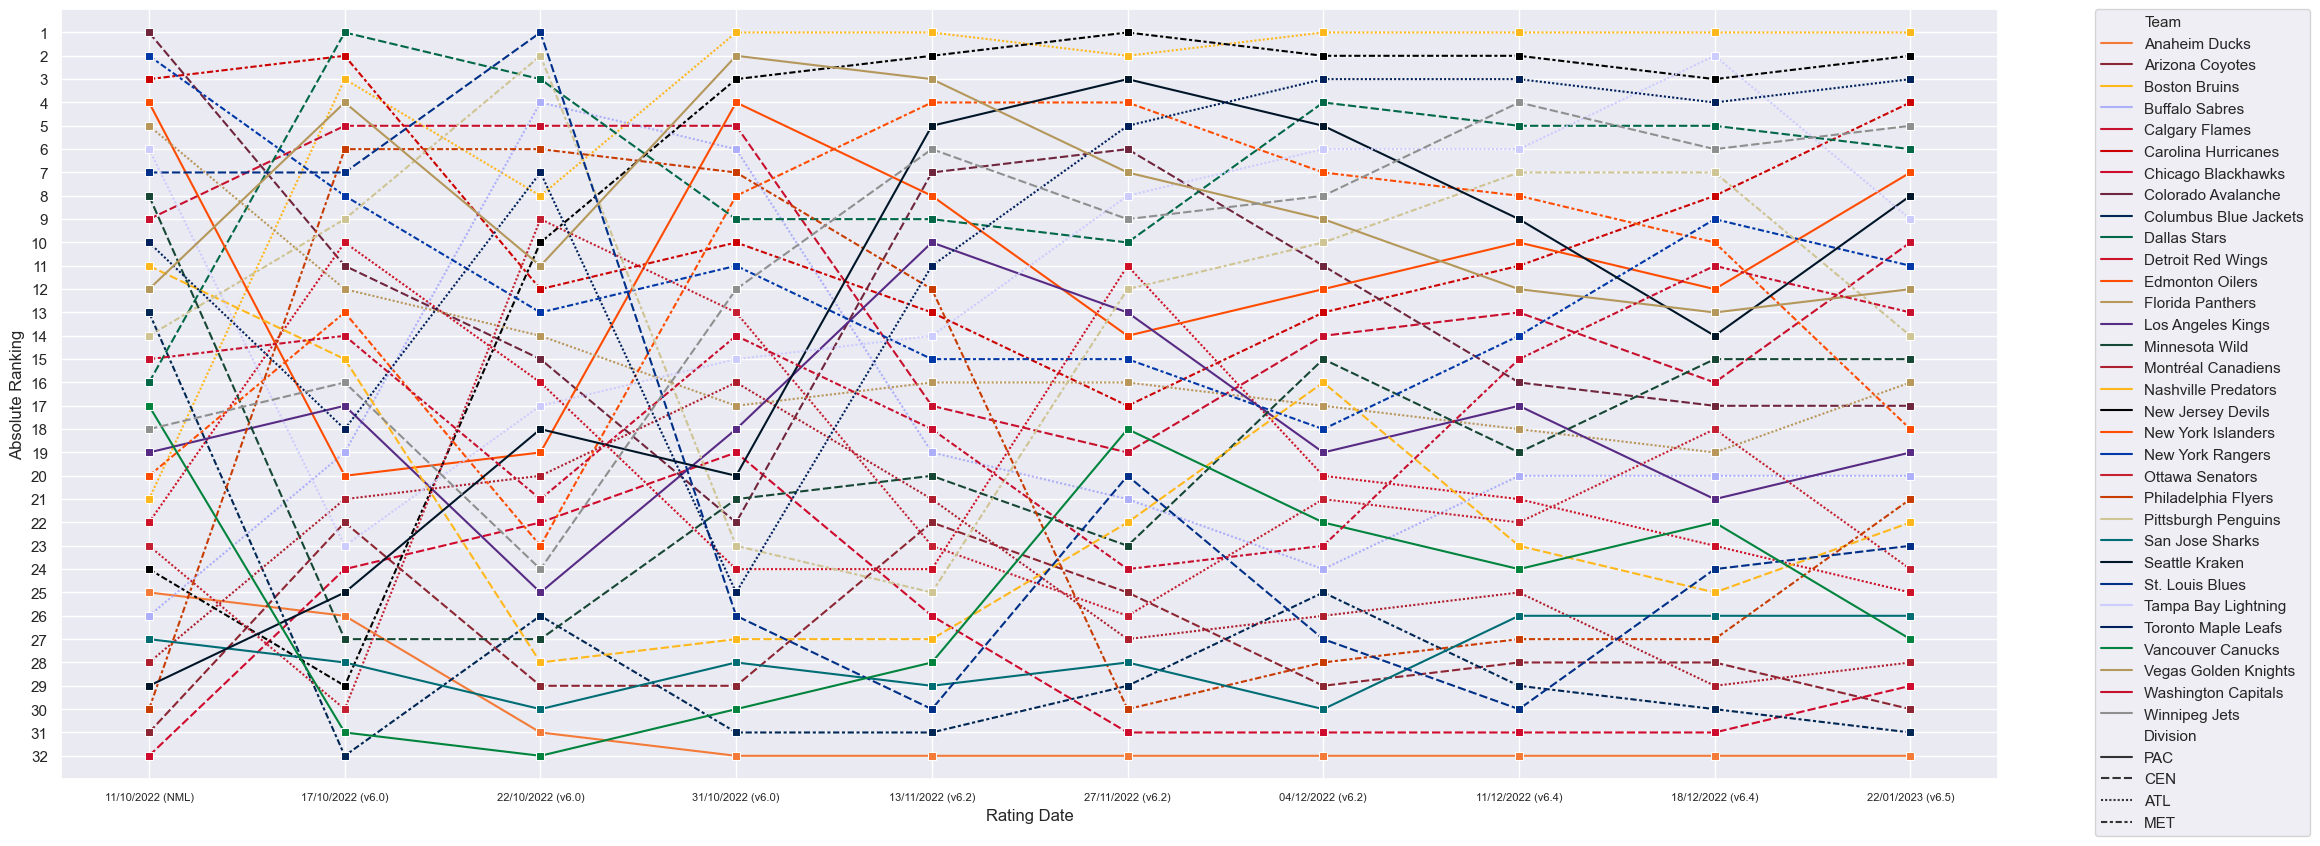 Absolute Ranking
1
2
3
4
5
6
7
8
9
10
11
12
13
14
15
16
17
18
19
20
21
22
23
24
25
26
27
28
29
30
31
32
11/10/2022 (NML)
17/10/2022 (v6.0)
22/10/2022 (v6.0)
31/10/2022 (v6.0)
13/11/2022 (v6.2)
27/11/2022 (v6.2)
04/12/2022 (v6.2)
11/12/2022 (v6.4)
18/12/2022 (v6.4)
22/01/2023 (v6.5)
Rating Date
Team
Anaheim Ducks
Arizona Coyotes
Boston Bruins
Buffalo Sabres
Calgary Flames
Carolina Hurricanes
Chicago Blackhawks
Colorado Avalanche
Columbus Blue Jackets
Dallas Stars
Detroit Red Wings
Edmonton Oilers
Florida Panthers
Los Angeles Kings
Minnesota Wild
Montréal Canadiens
Nashville Predators
New Jersey Devils
New York Islanders
New York Rangers
Ottawa Senators
Philadelphia Flyers
Pittsburgh Penguins
San Jose Sharks
Seattle Kraken
St. Louis Blues
Tampa Bay Lightning
Toronto Maple Leafs
Vancouver Canucks
Vegas Golden Knights
Washington Capitals
Winnipeg Jets
Division
PAC
CEN
ATL
MET